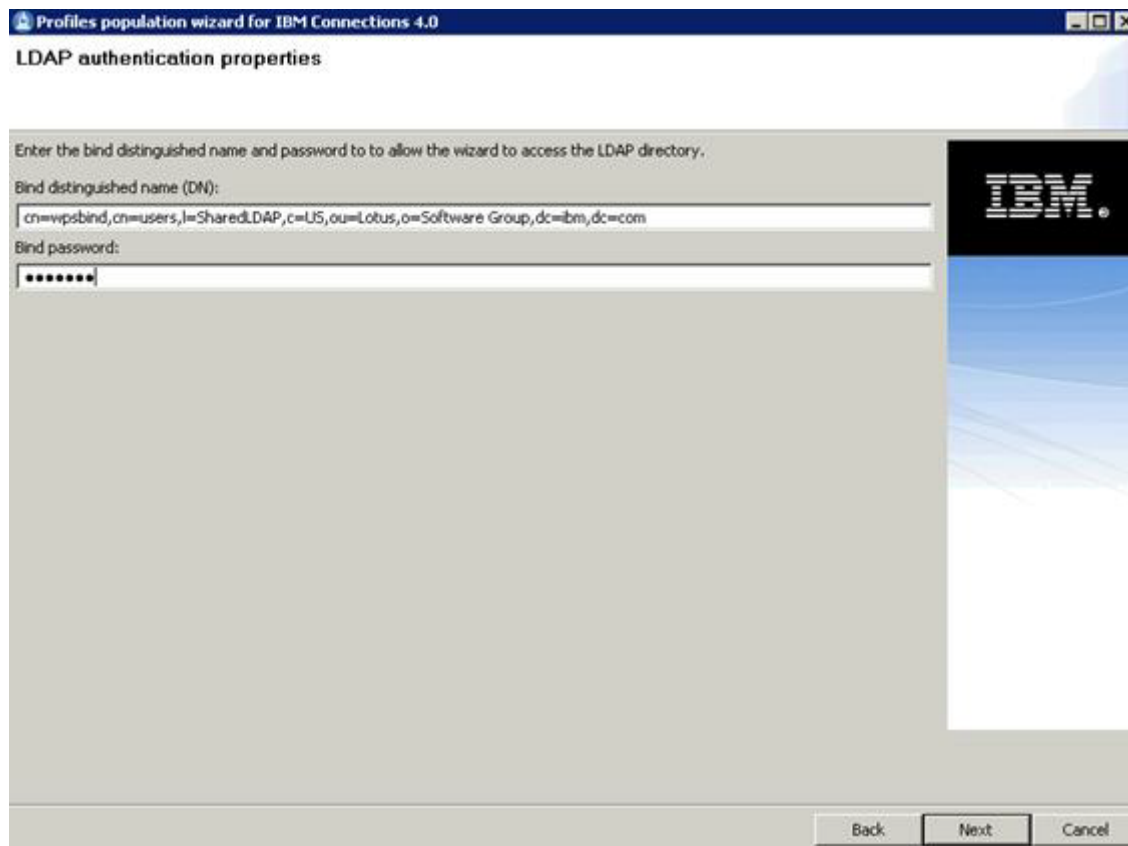 Profiles population wizard for IBM Connections 4.0
LDAP authentication properties
Enter the bind distinguished name and password to to allow the wizard to access the LDAP directory.
IBM.
Bind distinguished name (DN):
cn=wpsbind,cn=users,l=SharedLDAP,c=US,ou=Lotus,o=Software Group,dc=ibm,dc=com
Bind password:
●●●●●●●
Back Next Cancel